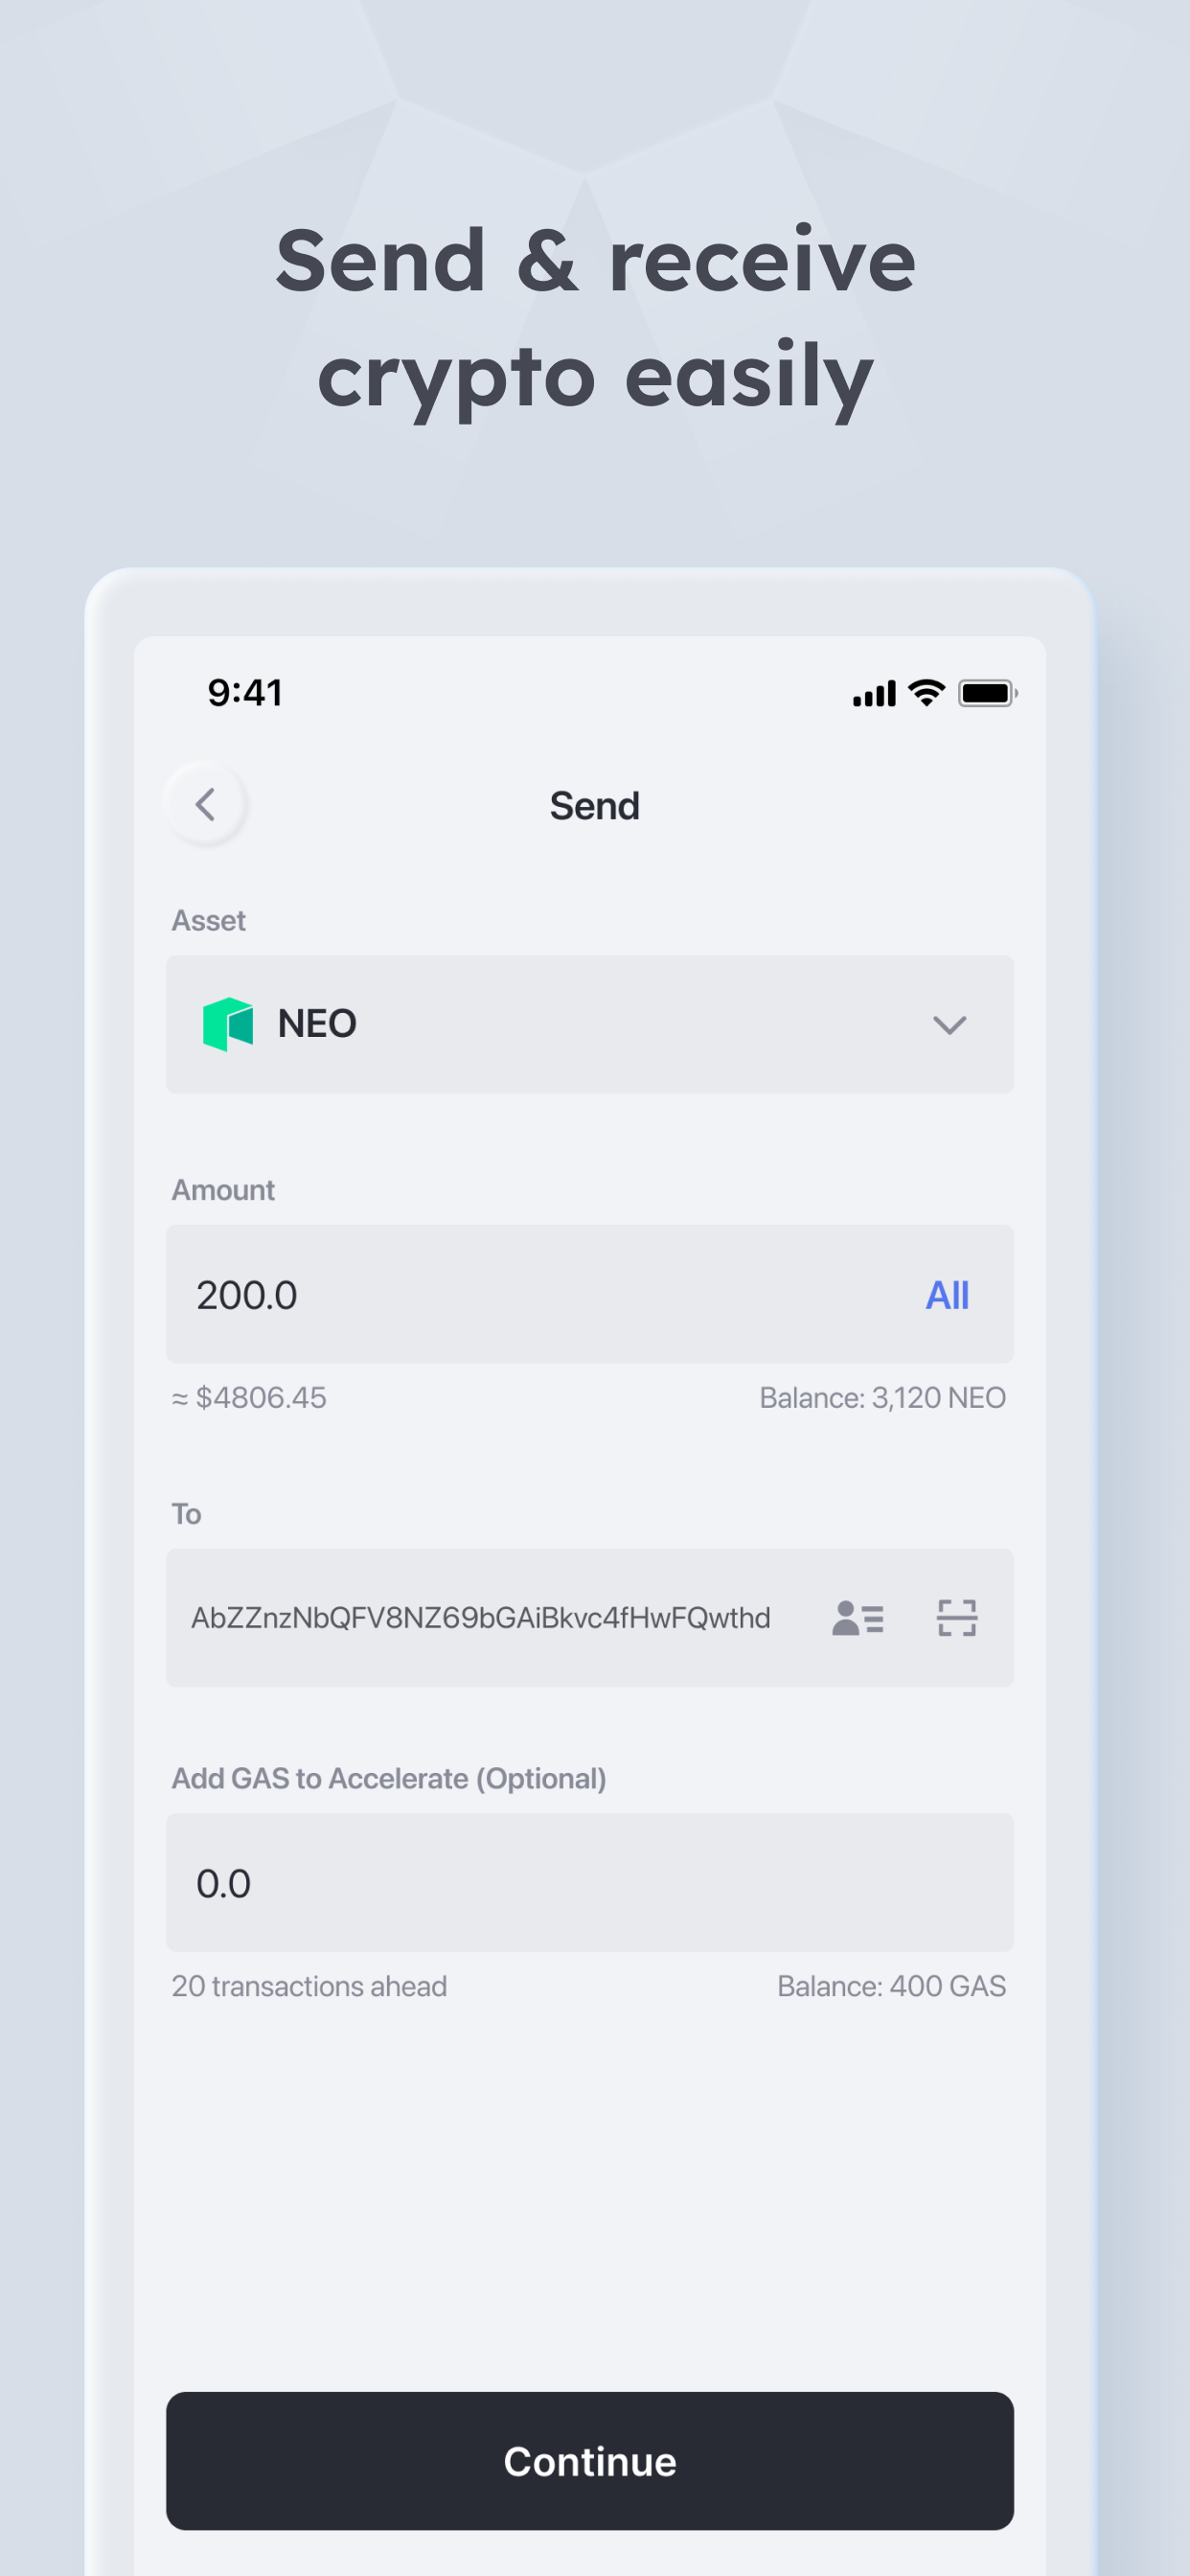 Send & receive
crypto easily
9:41
Send
Asset
NEO
Amount
200.0 All
≈ $4806.45 Balance: 3,120 NEO
To
AbZZnzNbQFV8NZ69bGAiBkvc4fHwFQwthd
Add GAS to Accelerate (Optional)
0.0
20 transactions ahead Balance: 400 GAS
Continue